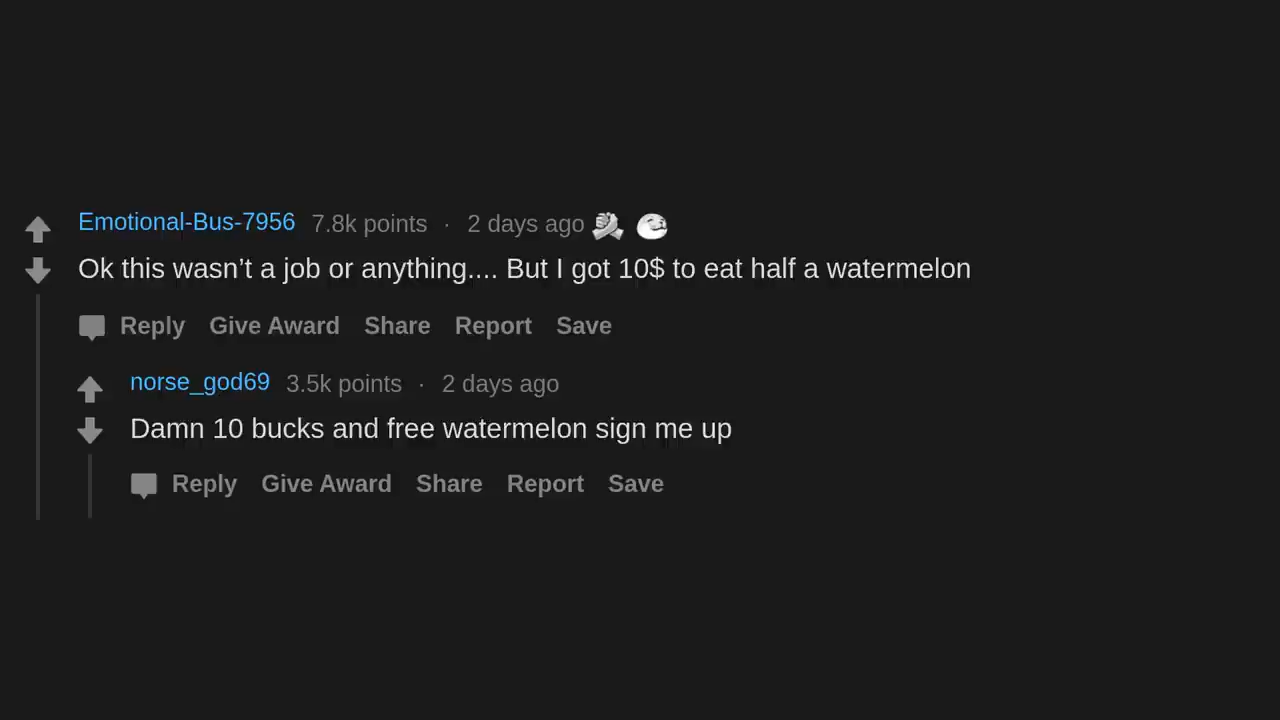 Emotional-Bus-7956 7.8k points · 2 days ago
Ok this wasn’t a job or anything.... But I got 10$ to eat half a watermelon
Reply Give Award Share Report Save
norse_god69 3.5k points · 2 days ago
Damn 10 bucks and free watermelon sign me up
Reply Give Award Share Report Save